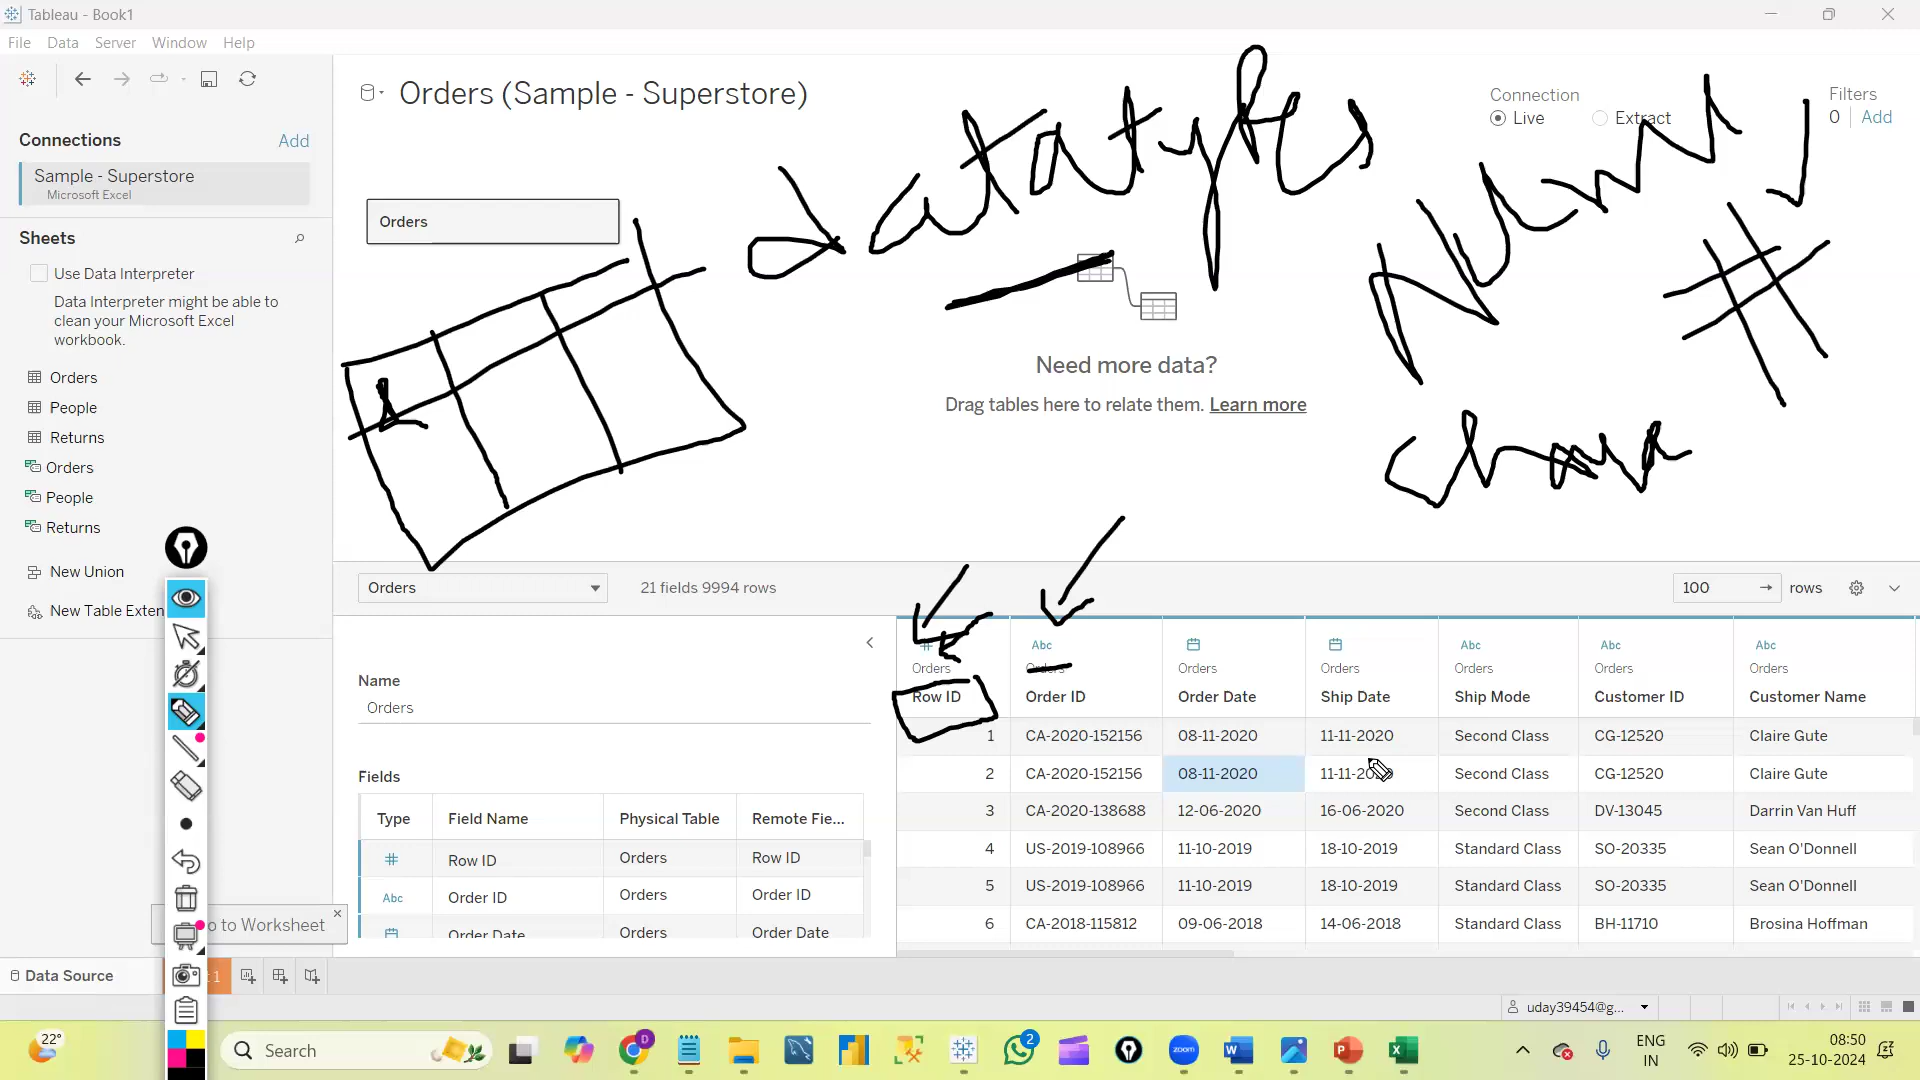 Tableau - Book1
File Data Server Window Help
Orders (Sample - Superstore)
Connection
Live
Extract
Filters
0 Add
Connections Add
Sample - Superstore
Microsoft Excel
Sheets
Use Data Interpreter
Data Interpreter might be able to
clean your Microsoft Excel
workbook.
Orders
People
Returns
Orders
People
Returns
New Union
New Table Exten
Orders
datatypes
#
Need more data?
Drag tables here to relate them. Learn more
Orders
21 fields 9994 rows
100 → rows
Name
Orders
Fields
Type Field Name Physical Table Remote Fie...
# Row ID Orders Row ID
Abc Order ID Orders Order ID
Order Date Orders Order Date
# Abc Abc Abc Abc
Orders Orders Orders Orders Orders Orders Orders
Row ID Order ID Order Date Ship Date Ship Mode Customer ID Customer Name
1 CA-2020-152156 08-11-2020 11-11-2020 Second Class CG-12520 Claire Gute
2 CA-2020-152156 08-11-2020 11-11-2020 Second Class CG-12520 Claire Gute
3 CA-2020-138688 12-06-2020 16-06-2020 Second Class DV-13045 Darrin Van Huff
4 US-2019-108966 11-10-2019 18-10-2019 Standard Class SO-20335 Sean O'Donnell
5 US-2019-108966 11-10-2019 18-10-2019 Standard Class SO-20335 Sean O'Donnell
6 CA-2018-115812 09-06-2018 14-06-2018 Standard Class BH-11710 Brosina Hoffman
o to Worksheet
Data Source
1
uday39454@g...
22°
Search
2
zoom
ENG
IN
08:50
25-10-2024